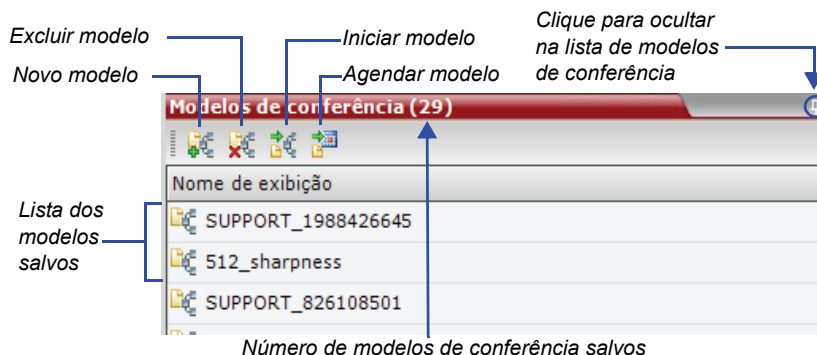 Excluir modelo
Iniciar modelo
Clique para ocultar
na lista de modelos
de conferência
Novo modelo
Agendar modelo
Modelos de conferência (29)
Nome de exibição
Lista dos
modelos
salvos
SUPPORT_1988426645
512_sharpness
SUPPORT_826108501
Número de modelos de conferência salvos